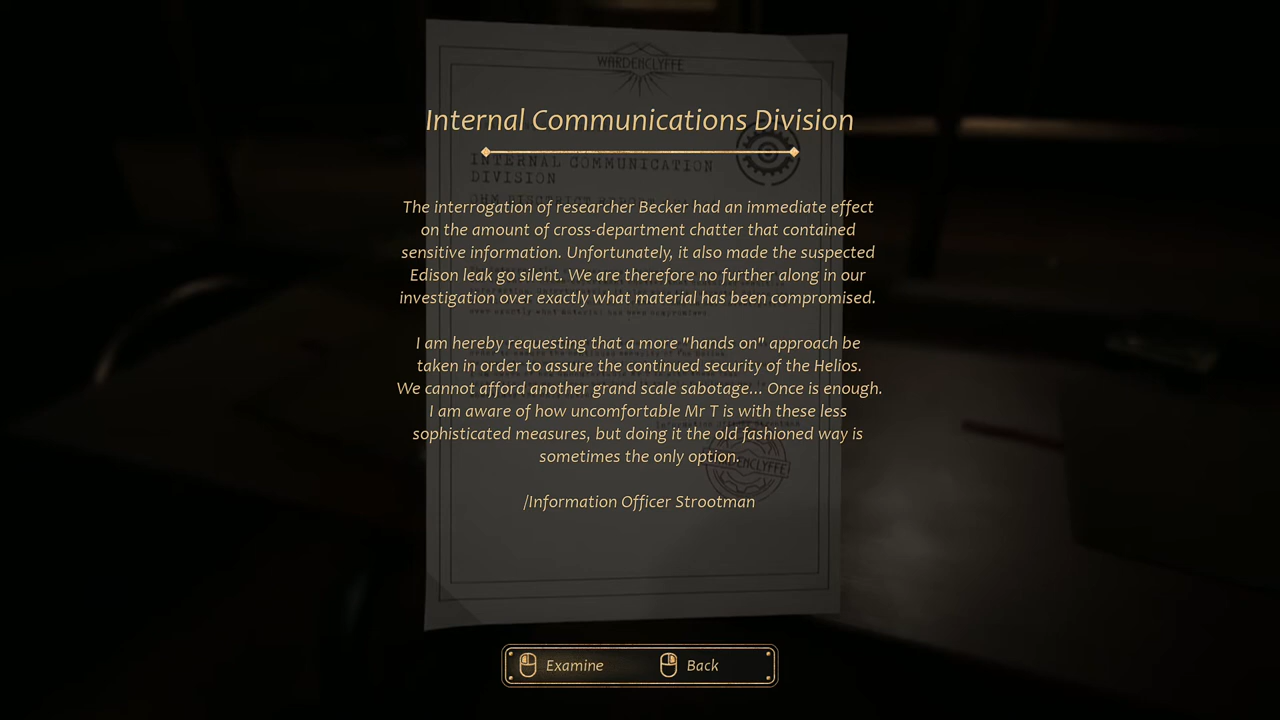 WARDENCLYFFE
Internal Communications Division
INTERNAL COMMUNICATION
DIVISION
The interrogation of researcher Becker had an immediate effect
on the amount of cross-department chatter that contained
sensitive information. Unfortunately, it also made the suspected
Edison leak go silent. We are therefore no further along in our
investigation over exactly what material has been compromised.
I am hereby requesting that a more "hands on" approach be
taken in order to assure the continued security of the Helios.
We cannot afford another grand scale sabotage... Once is enough.
I am aware of how uncomfortable Mr T is with these less
sophisticated measures, but doing it the old fashioned way is
sometimes the only option.
/Information Officer Strootman
Examine
Back